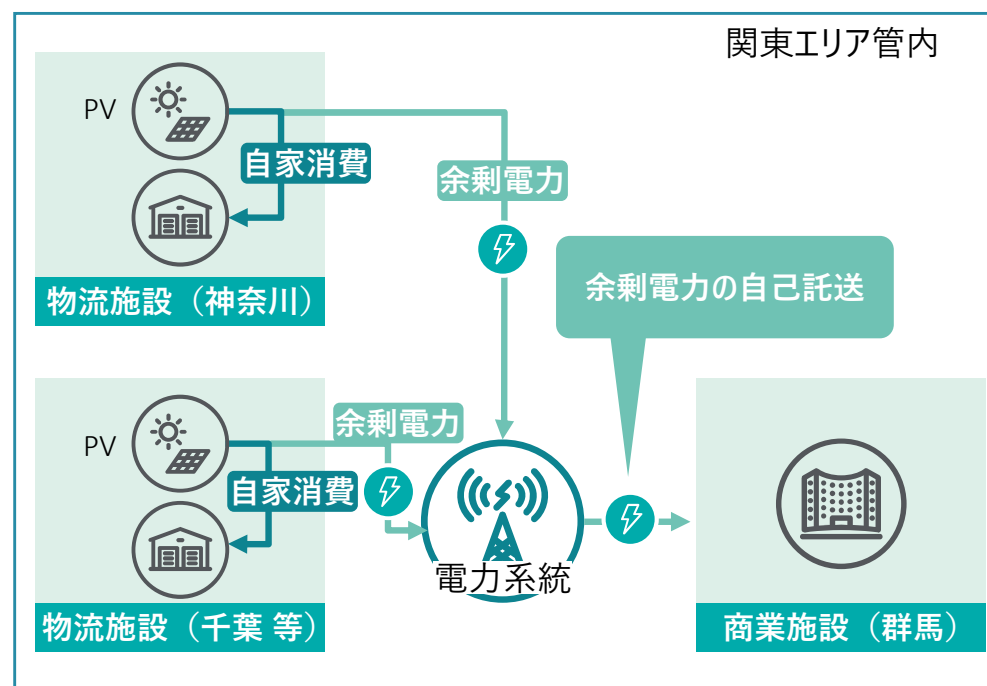 関東エリア管内
PV
自家消費
余剰電力
物流施設（神奈川）
余剰電力の自己託送
PV
余剰電力
自家消費
電力系統
物流施設（千葉 等）
商業施設（群馬）